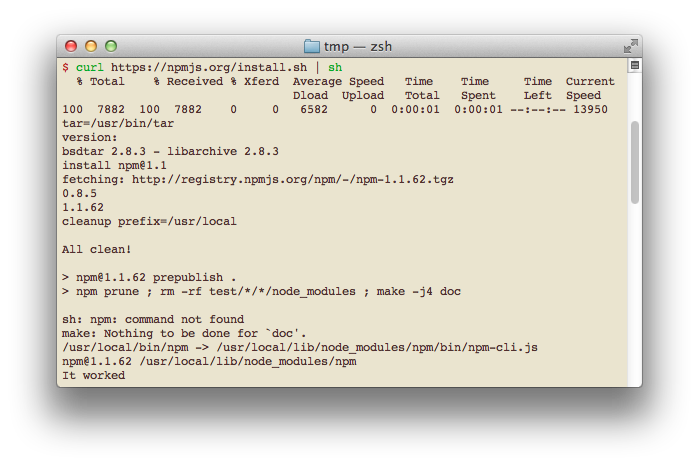 tmp — zsh
$ curl https://npmjs.org/install.sh | sh
  % Total    % Received % Xferd  Average Speed   Time    Time     Time  Current
                                 Dload  Upload   Total   Spent    Left  Speed
100  7882  100  7882    0     0   6582      0  0:00:01  0:00:01 --:--:-- 13950
tar=/usr/bin/tar
version:
bsdtar 2.8.3 - libarchive 2.8.3
install npm@1.1
fetching: http://registry.npmjs.org/npm/-/npm-1.1.62.tgz
0.8.5
1.1.62
cleanup prefix=/usr/local

All clean!

> npm@1.1.62 prepublish .
> npm prune ; rm -rf test/*/*/node_modules ; make -j4 doc

sh: npm: command not found
make: Nothing to be done for `doc'.
/usr/local/bin/npm -> /usr/local/lib/node_modules/npm/bin/npm-cli.js
npm@1.1.62 /usr/local/lib/node_modules/npm
It worked